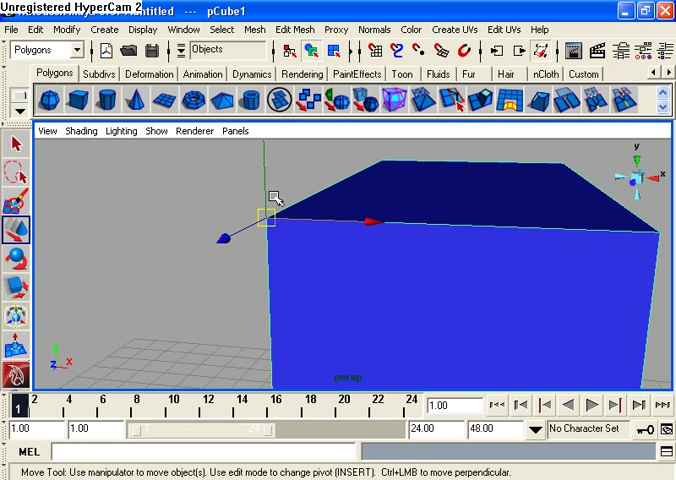 Unregistered HyperCam 2
ntitled --- pCube1
File Edit Modify Create Display Window Select Mesh Edit Mesh Proxy Normals Color Create UVs Edit UVs
Polygons Objects
Polygons Subdivs Deformation Animation Dynamics Rendering PaintEffects Toon Fluids Fur Hair nCloth Custom
View Shading Lighting Show Renderer Panels
y
x
z
y
z x
persp
1 2 4 6 8 10 12 14 16 18 20 22 24 1.00
1.00 1.00 1 24 24.00 48.00 No Character Set
MEL
Move Tool: Use manipulator to move object(s). Use edit mode to change pivot (INSERT). Ctrl+LMB to move perpendicular.